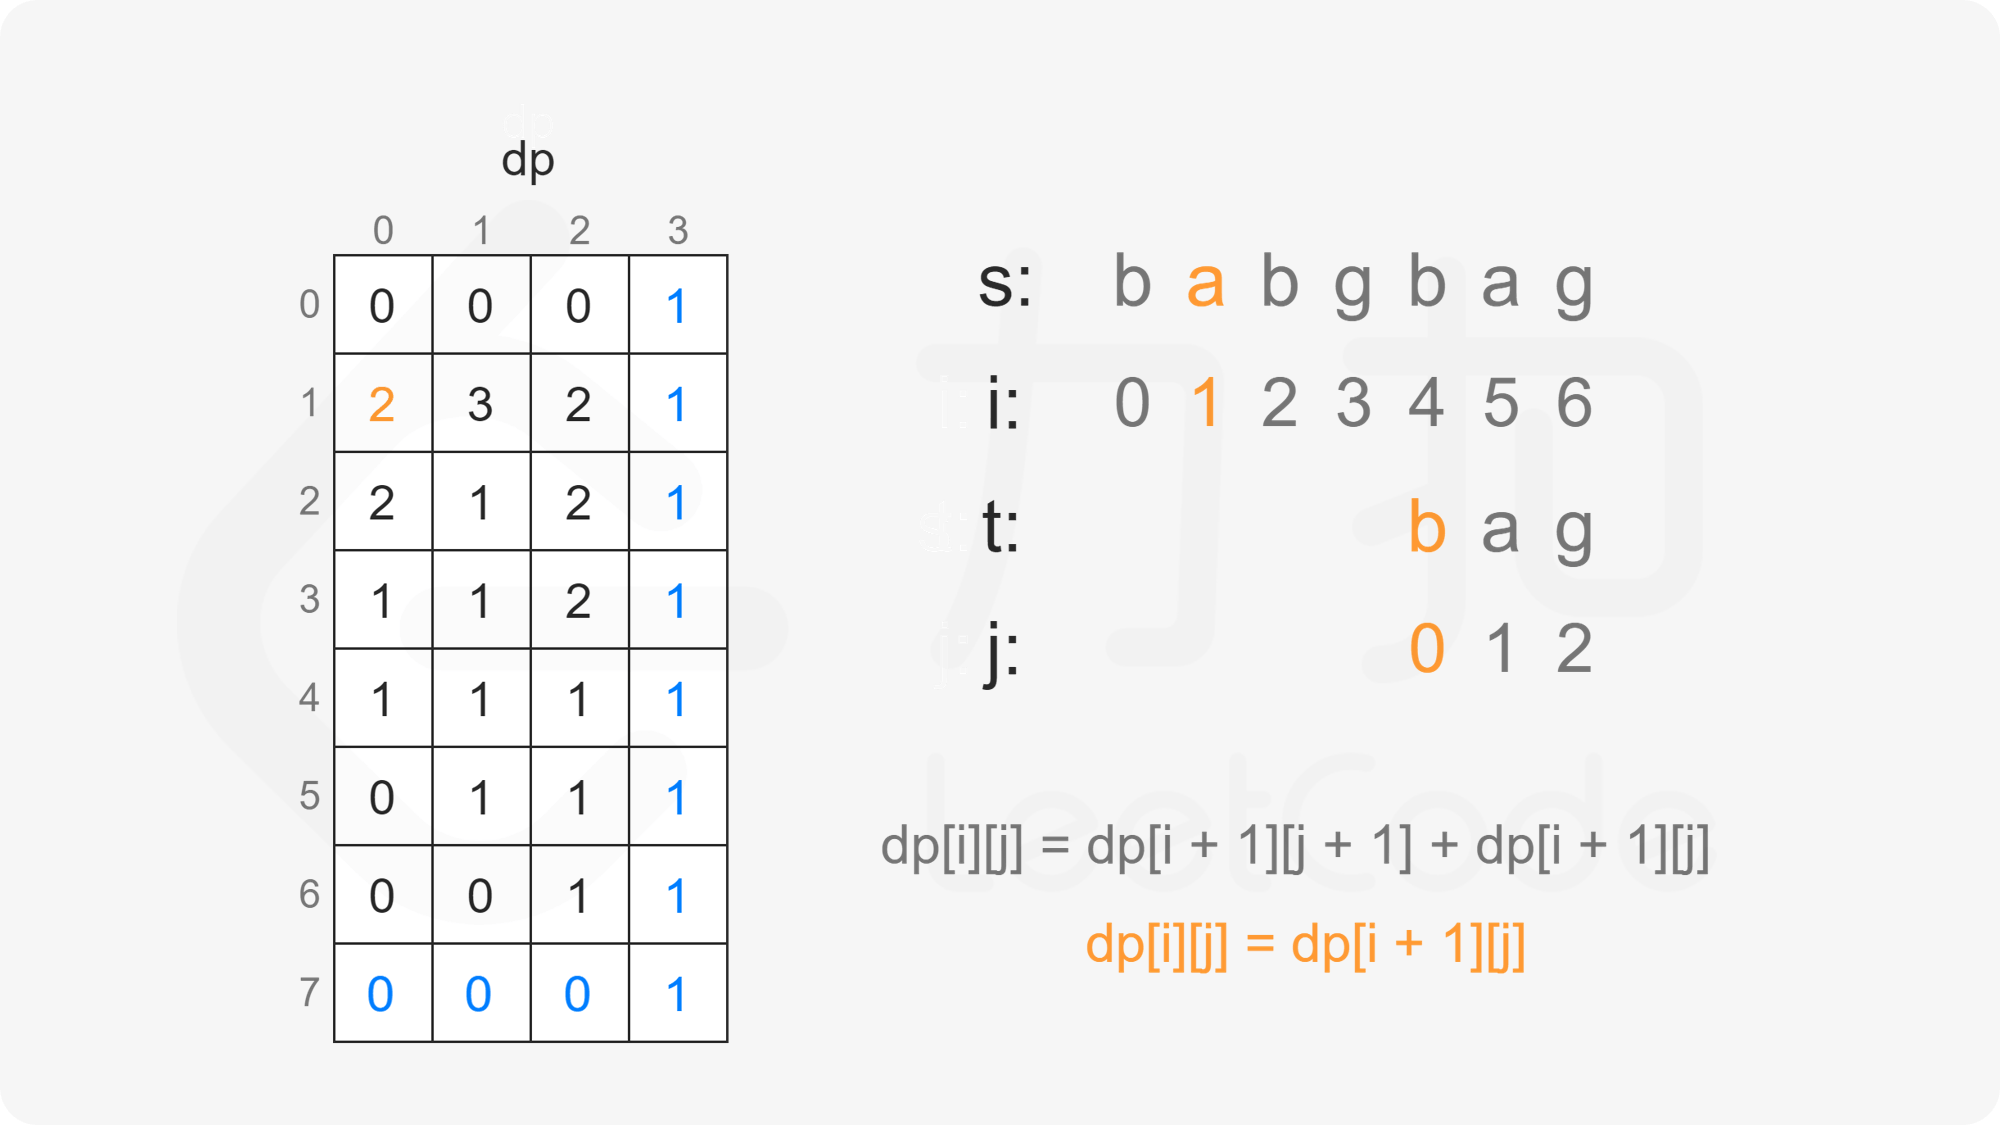 dp
0 1 2 3
0 0 0 0 1
1 2 3 2 1
2 2 1 2 1
3 1 1 2 1
4 1 1 1 1
5 0 1 1 1
6 0 0 1 1
7 0 0 0 1
s: b a b g b a g
i: 0 1 2 3 4 5 6
t: b a g
j: 0 1 2
dp[i][j] = dp[i + 1][j + 1] + dp[i + 1][j]
dp[i][j] = dp[i + 1][j]
力扣
LeetCode